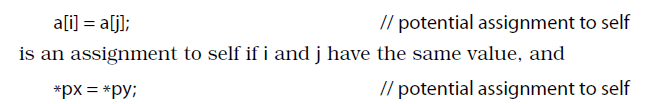 a[i] = a[j]; // potential assignment to self
is an assignment to self if i and j have the same value, and
*px = *py; // potential assignment to self